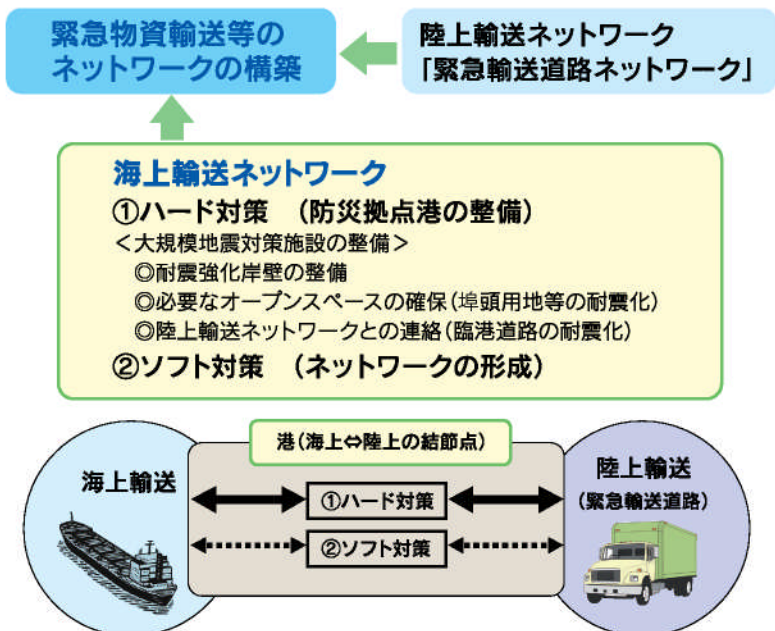 緊急物資輸送等の
ネットワークの構築
陸上輸送ネットワーク
「緊急輸送道路ネットワーク」
海上輸送ネットワーク
①ハード対策　（防災拠点港の整備）
＜大規模地震対策施設の整備＞
◎耐震強化岸壁の整備
◎必要なオープンスペースの確保（埠頭用地等の耐震化）
◎陸上輸送ネットワークとの連絡（臨港道路の耐震化）
②ソフト対策　（ネットワークの形成）
港（海上⇔陸上の結節点）
海上輸送
①ハード対策
②ソフト対策
陸上輸送
（緊急輸送道路）